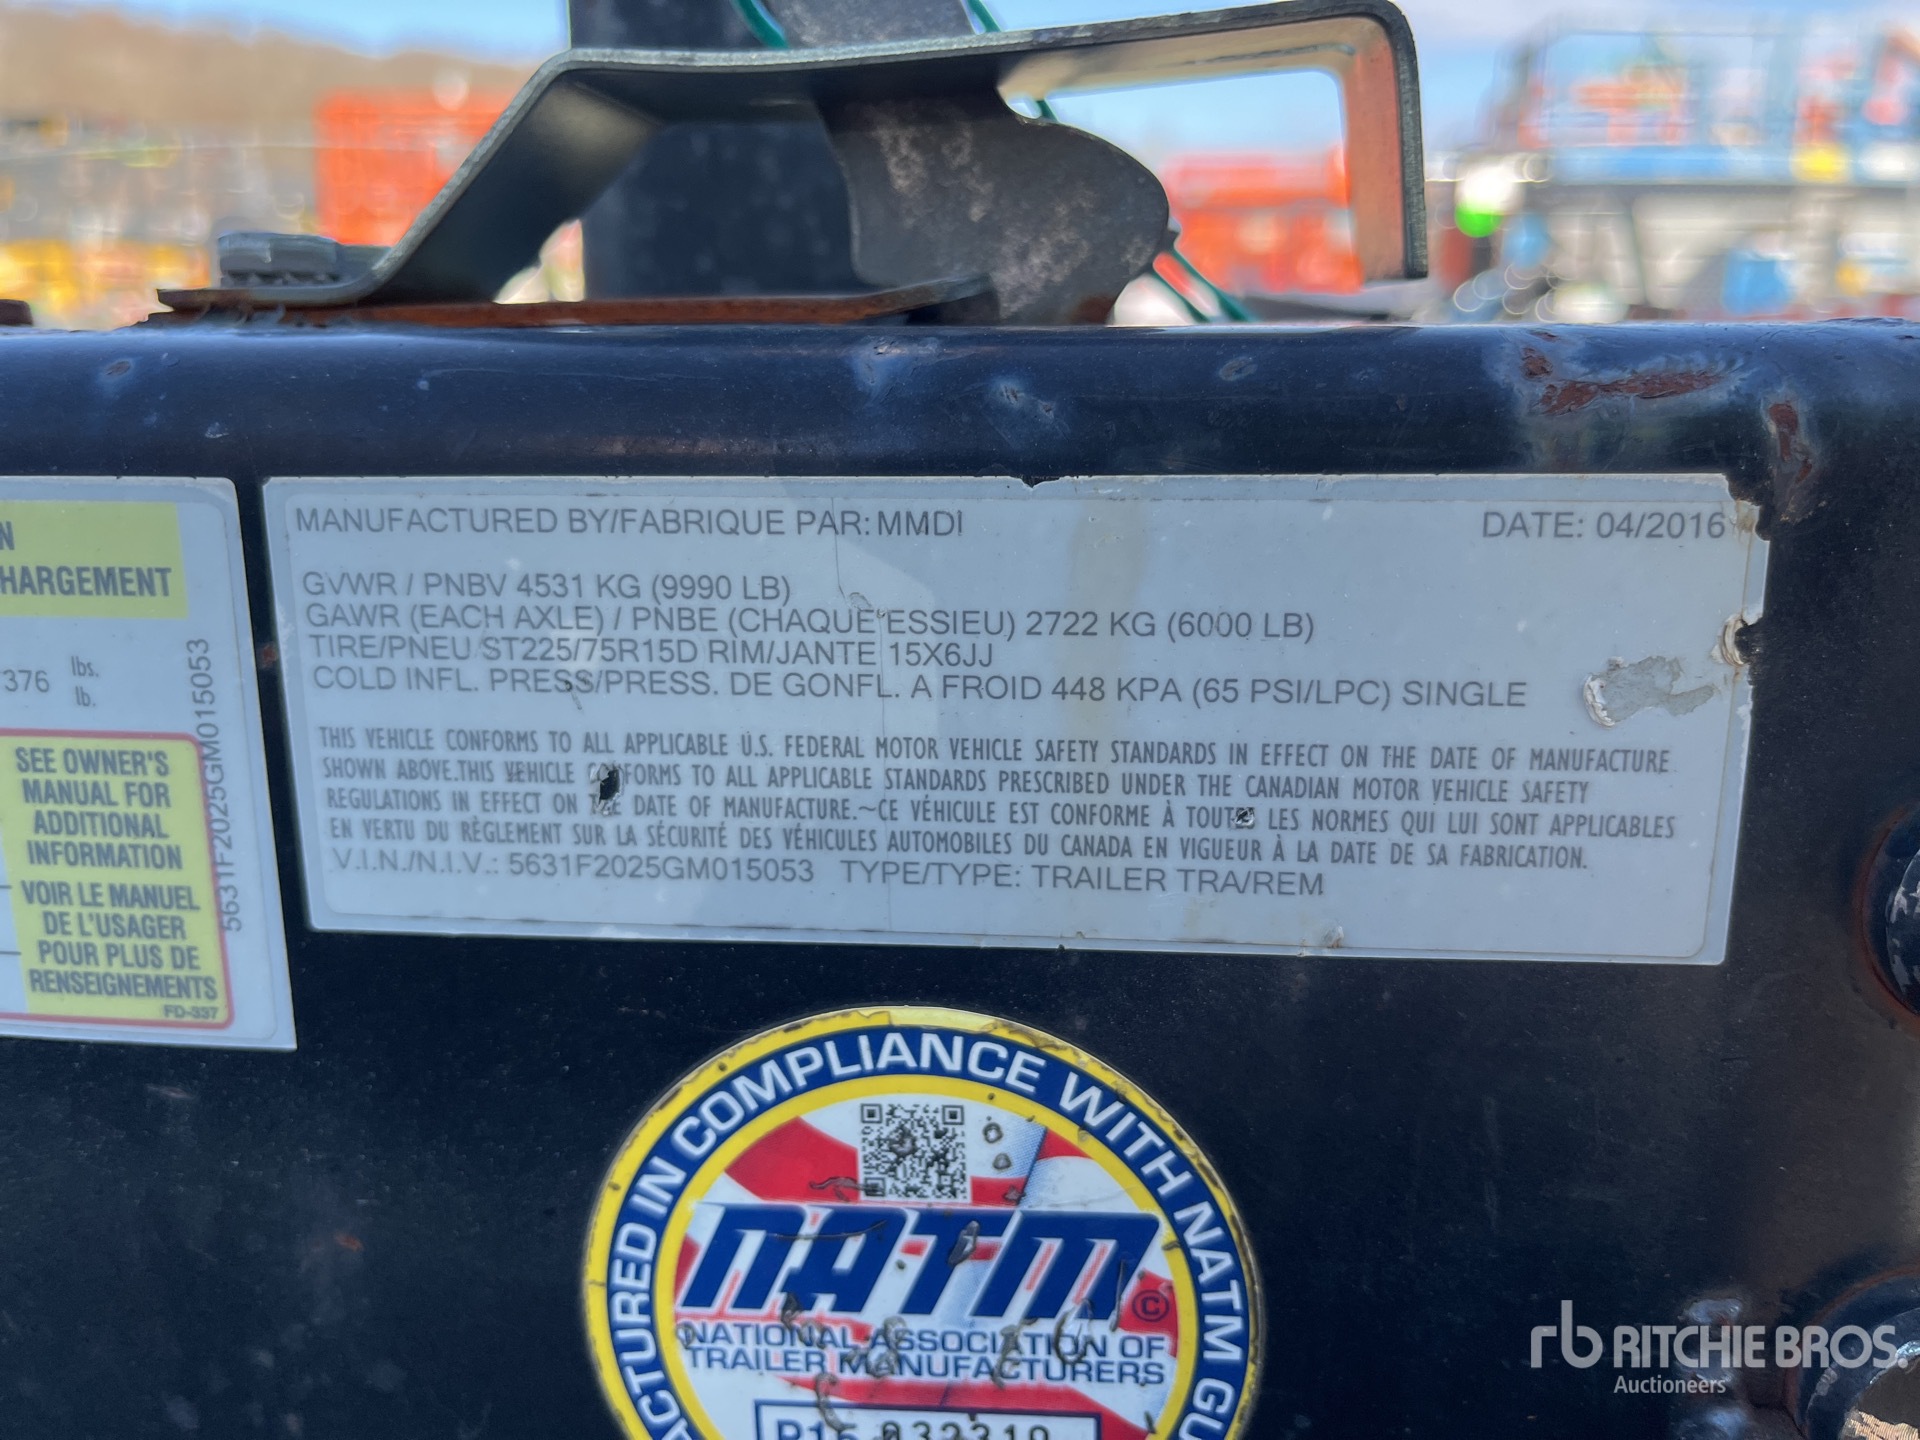 MANUFACTURED BY/FABRIQUE PAR: MMDI DATE: 04/2016
GVWR / PNBV 4531 KG (9990 LB)
GAWR (EACH AXLE) / PNBE (CHAQUE ESSIEU) 2722 KG (6000 LB)
TIRE/PNEU ST225/75R15D RIM/JANTE 15X6JJ
COLD INFL. PRESS/PRESS. DE GONFL. A FROID 448 KPA (65 PSI/LPC) SINGLE
THIS VEHICLE CONFORMS TO ALL APPLICABLE U.S. FEDERAL MOTOR VEHICLE SAFETY STANDARDS IN EFFECT ON THE DATE OF MANUFACTURE
SHOWN ABOVE.THIS VEHICLE CONFORMS TO ALL APPLICABLE STANDARDS PRESCRIBED UNDER THE CANADIAN MOTOR VEHICLE SAFETY
REGULATIONS IN EFFECT ON THE DATE OF MANUFACTURE.~CE VÉHICULE EST CONFORME À TOUTES LES NORMES QUI LUI SONT APPLICABLES
EN VERTU DU RÈGLEMENT SUR LA SÉCURITÉ DES VÉHICULES AUTOMOBILES DU CANADA EN VIGUEUR À LA DATE DE SA FABRICATION.
V.I.N./N.I.V.: 5631F2025GM015053 TYPE/TYPE: TRAILER TRA/REM
N
HARGEMENT
376 lbs.
lb.
5631F2025GM015053
SEE OWNER'S
MANUAL FOR
ADDITIONAL
INFORMATION
VOIR LE MANUEL
DE L'USAGER
POUR PLUS DE
RENSEIGNEMENTS
FD-337
ACTURED IN COMPLIANCE WITH NATM GU
NATM ©
NATIONAL ASSOCIATION OF
TRAILER MANUFACTURERS
032319
rb RITCHIE BROS.
Auctioneers